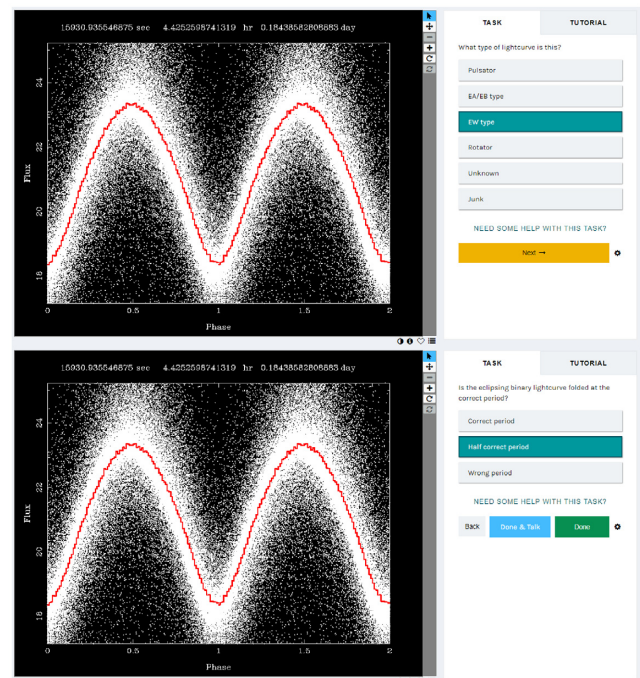 15930.935546875 sec 4.4252598741319 hr 0.18438582808883 day
24
22
20
18
Flux
0
0.5
1
1.5
2
Phase
TASK
TUTORIAL
What type of lightcurve is this?
Pulsator
EA/EB type
EW type
Rotator
Unknown
Junk
NEED SOME HELP WITH THIS TASK?
Next →
15930.935546875 sec 4.4252598741319 hr 0.18438582808883 day
24
22
20
18
Flux
0
0.5
1
1.5
2
Phase
TASK
TUTORIAL
Is the eclipsing binary lightcurve folded at the
correct period?
Correct period
Half correct period
Wrong period
NEED SOME HELP WITH THIS TASK?
Back
Done & Talk
Done